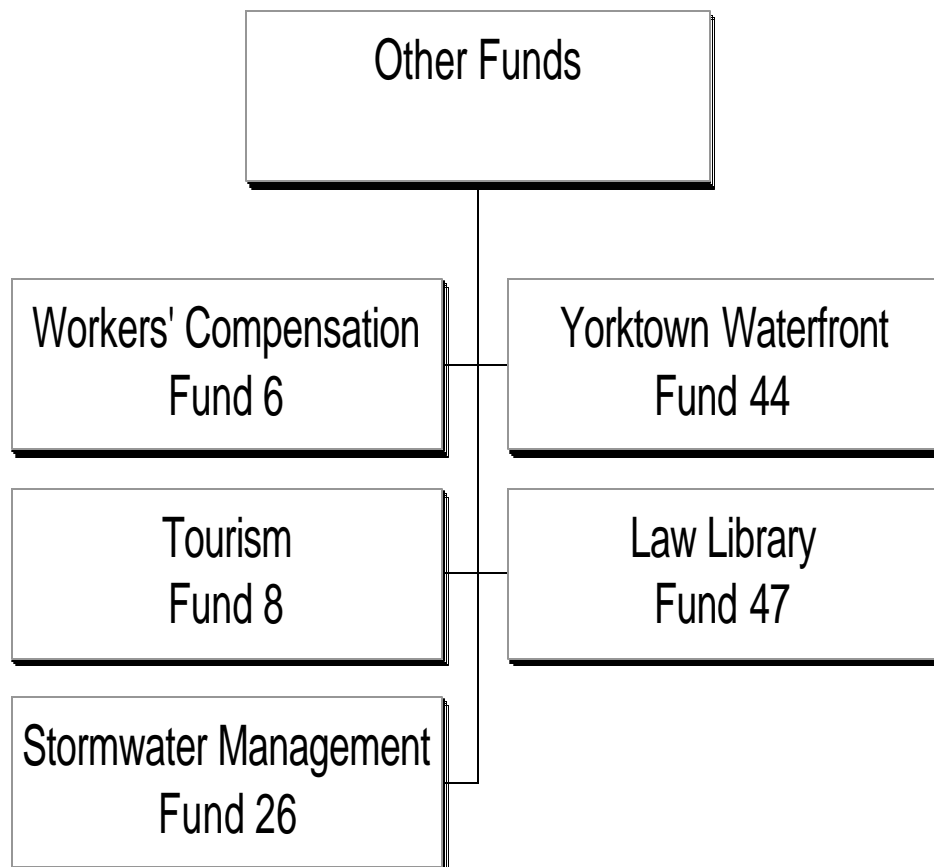 Other Funds
Workers' Compensation
Fund 6
Yorktown Waterfront
Fund 44
Tourism
Fund 8
Law Library
Fund 47
Stormwater Management
Fund 26